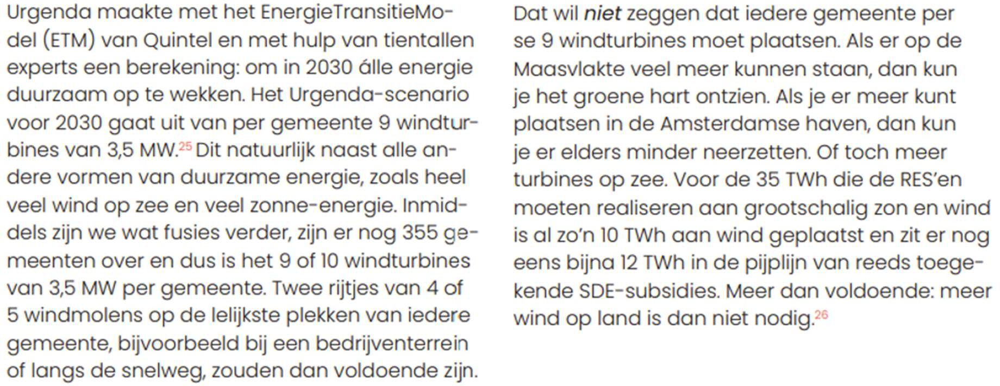 Urgenda maakte met het EnergieTransitieMo-
del (ETM) van Quintel en met hulp van tientallen
experts een berekening: om in 2030 álle energie
duurzaam op te wekken. Het Urgenda-scenario
voor 2030 gaat uit van per gemeente 9 windtur-
bines van 3,5 MW.25 Dit natuurlijk naast alle an-
dere vormen van duurzame energie, zoals heel
veel wind op zee en veel zonne-energie. Inmid-
dels zijn we wat fusies verder, zijn er nog 355 ge-
meenten over en dus is het 9 of 10 windturbines
van 3,5 MW per gemeente. Twee rijtjes van 4 of
5 windmolens op de lelijkste plekken van iedere
gemeente, bijvoorbeeld bij een bedrijventerrein
of langs de snelweg, zouden dan voldoende zijn.
Dat wil niet zeggen dat iedere gemeente per
se 9 windturbines moet plaatsen. Als er op de
Maasvlakte veel meer kunnen staan, dan kun
je het groene hart ontzien. Als je er meer kunt
plaatsen in de Amsterdamse haven, dan kun
je er elders minder neerzetten. Of toch meer
turbines op zee. Voor de 35 TWh die de RES'en
moeten realiseren aan grootschalig zon en wind
is al zo'n 10 TWh aan wind geplaatst en zit er nog
eens bijna 12 TWh in de pijplijn van reeds toege-
kende SDE-subsidies. Meer dan voldoende: meer
wind op land is dan niet nodig.26